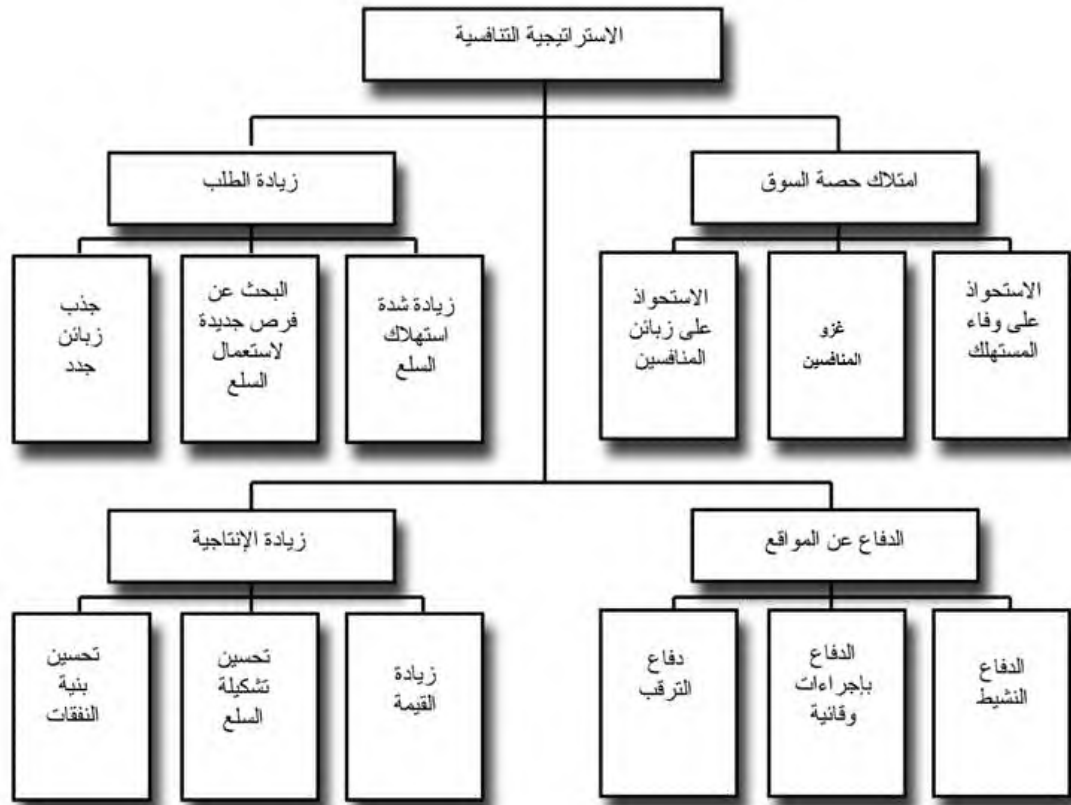 الاستراتيجية التنافسية
امتلاك حصة السوق
زيادة الطلب
الاستحواذ
على وفاء
المستهلك
غزو
المنافسين
الاستحواذ
على زبائن
المنافسين
زيادة شدة
استهلاك
السلع
البحث عن
فرص جديدة
لاستعمال
السلع
جذب
زبائن
جدد
الدفاع عن المواقع
زيادة الإنتاجية
الدفاع
النشيط
الدفاع
بإجراءات
وقائية
دفاع
الترقب
زيادة
القيمة
تحسين
تشكيلة
السلع
تحسين
بنية
النفقات